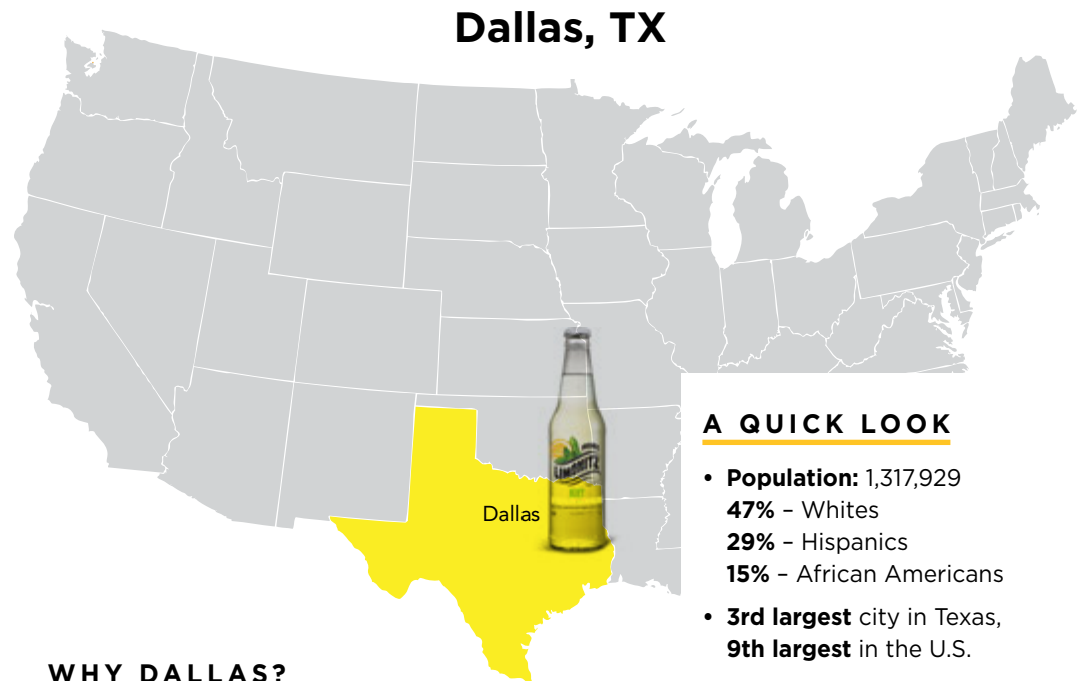 Dallas, TX
LIMONITZ
Dallas
A QUICK LOOK
• Population: 1,317,929
47% – Whites
29% – Hispanics
15% – African Americans
• 3rd largest city in Texas,
9th largest in the U.S.
WHY DALLAS?